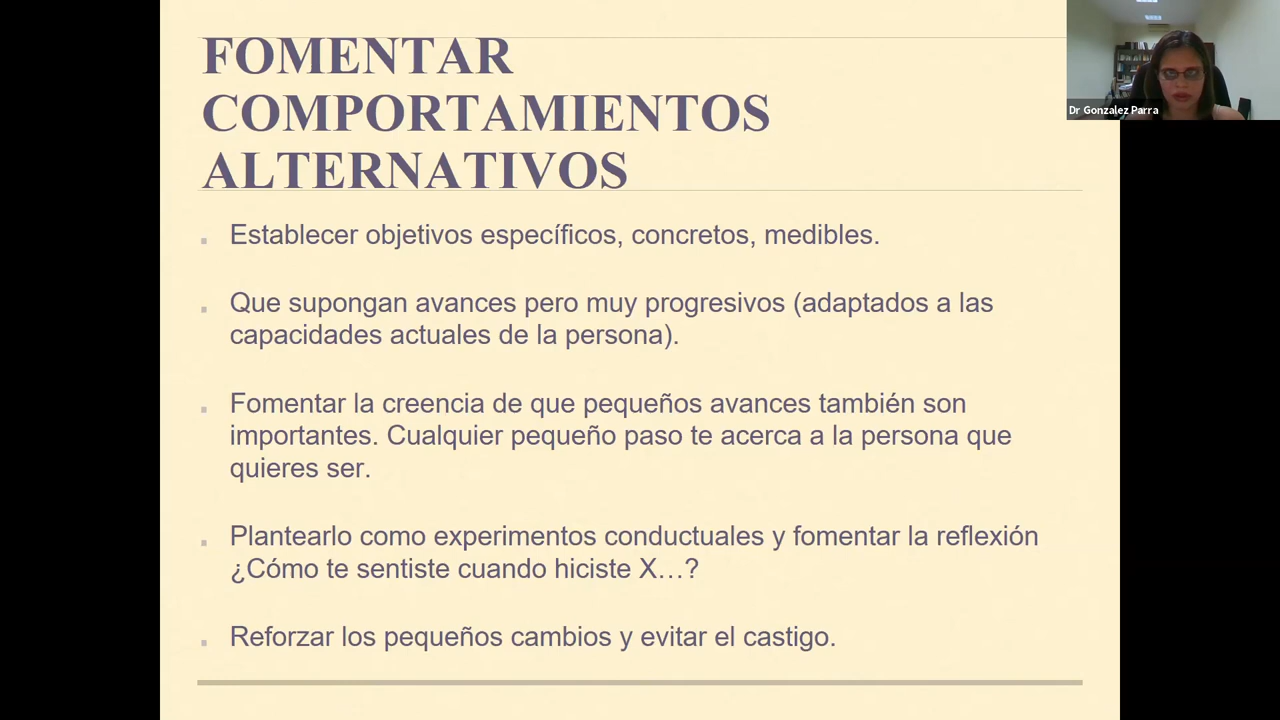 FOMENTAR
COMPORTAMIENTOS
ALTERNATIVOS
Establecer objetivos específicos, concretos, medibles.
Que supongan avances pero muy progresivos (adaptados a las
capacidades actuales de la persona).
Fomentar la creencia de que pequeños avances también son
importantes. Cualquier pequeño paso te acerca a la persona que
quieres ser.
Plantearlo como experimentos conductuales y fomentar la reflexión
¿Cómo te sentiste cuando hiciste X…?
Reforzar los pequeños cambios y evitar el castigo.
Dr Gonzalez Parra